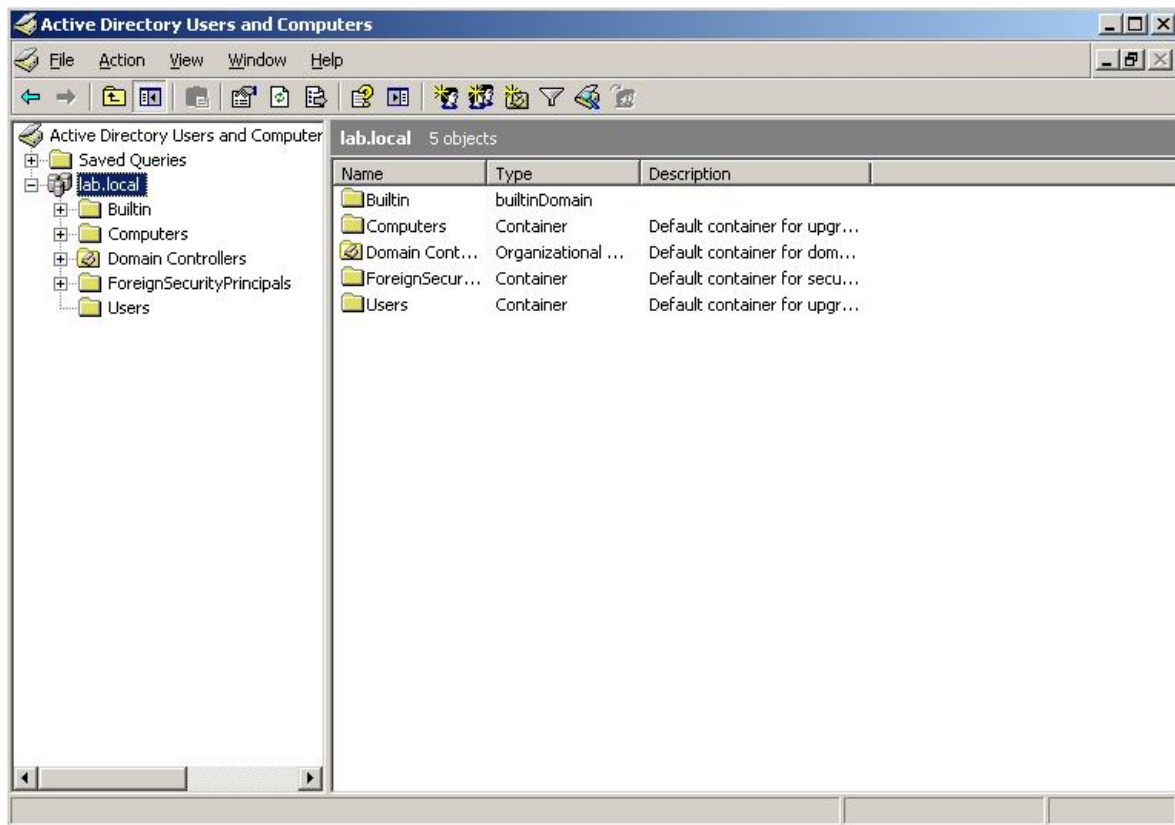 Active Directory Users and Computers
File Action View Window Help
Active Directory Users and Computer
Saved Queries
lab.local
Builtin
Computers
Domain Controllers
ForeignSecurityPrincipals
Users
lab.local 5 objects
Name Type Description
Builtin builtinDomain
Computers Container Default container for upgr...
Domain Cont... Organizational ... Default container for dom...
ForeignSecur... Container Default container for secu...
Users Container Default container for upgr...